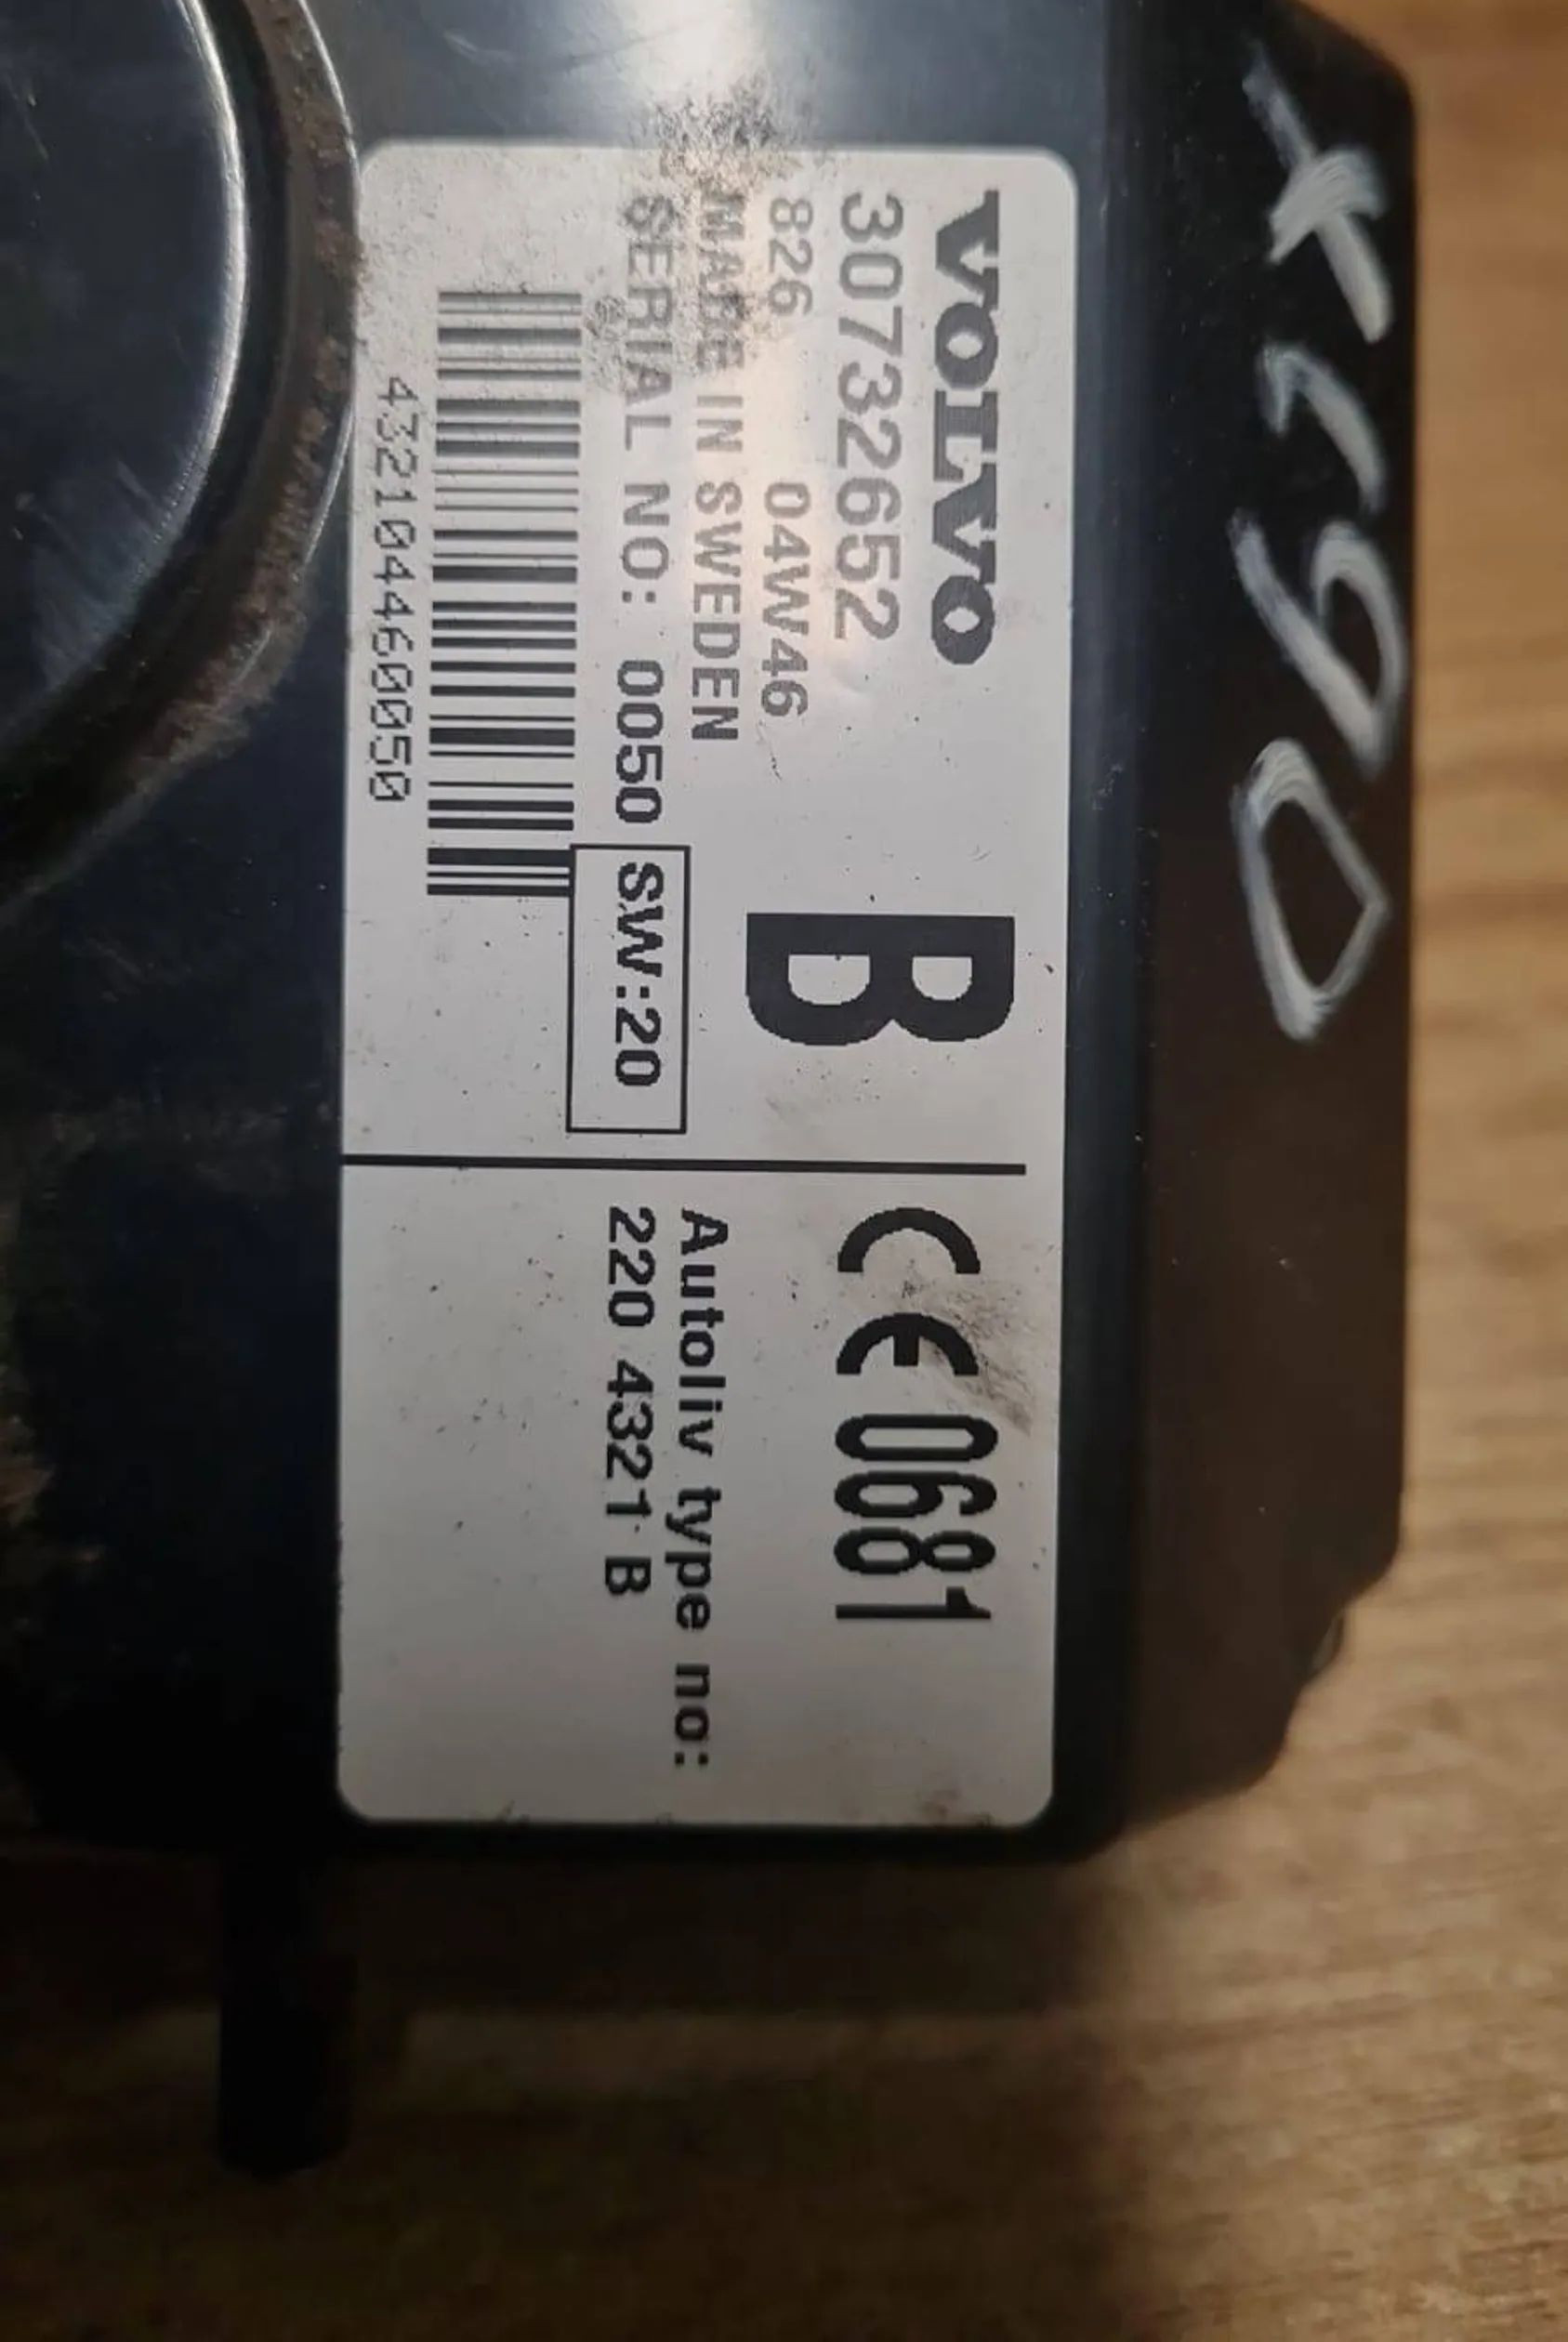 XC90
VOLVO
30732652
B
826 04W46
MADE IN SWEDEN
SERIAL NO: 0050 SW:20
432104460050
CE 0681
Autoliv type no:
220 4321 B